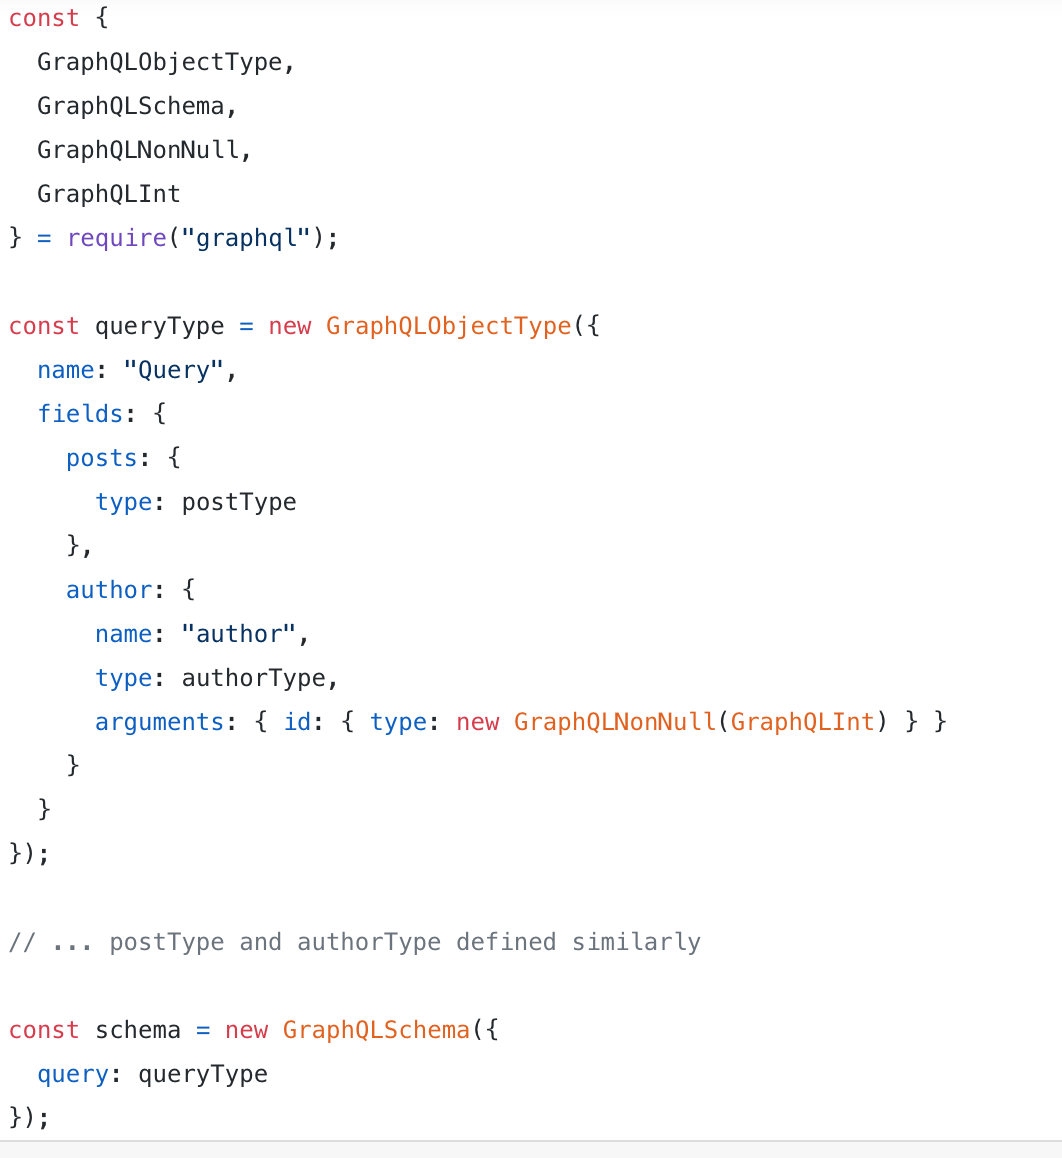 const {
  GraphQLObjectType,
  GraphQLSchema,
  GraphQLNonNull,
  GraphQLInt
} = require("graphql");

const queryType = new GraphQLObjectType({
  name: "Query",
  fields: {
    posts: {
      type: postType
    },
    author: {
      name: "author",
      type: authorType,
      arguments: { id: { type: new GraphQLNonNull(GraphQLInt) } }
    }
  }
});

// ... postType and authorType defined similarly

const schema = new GraphQLSchema({
  query: queryType
});